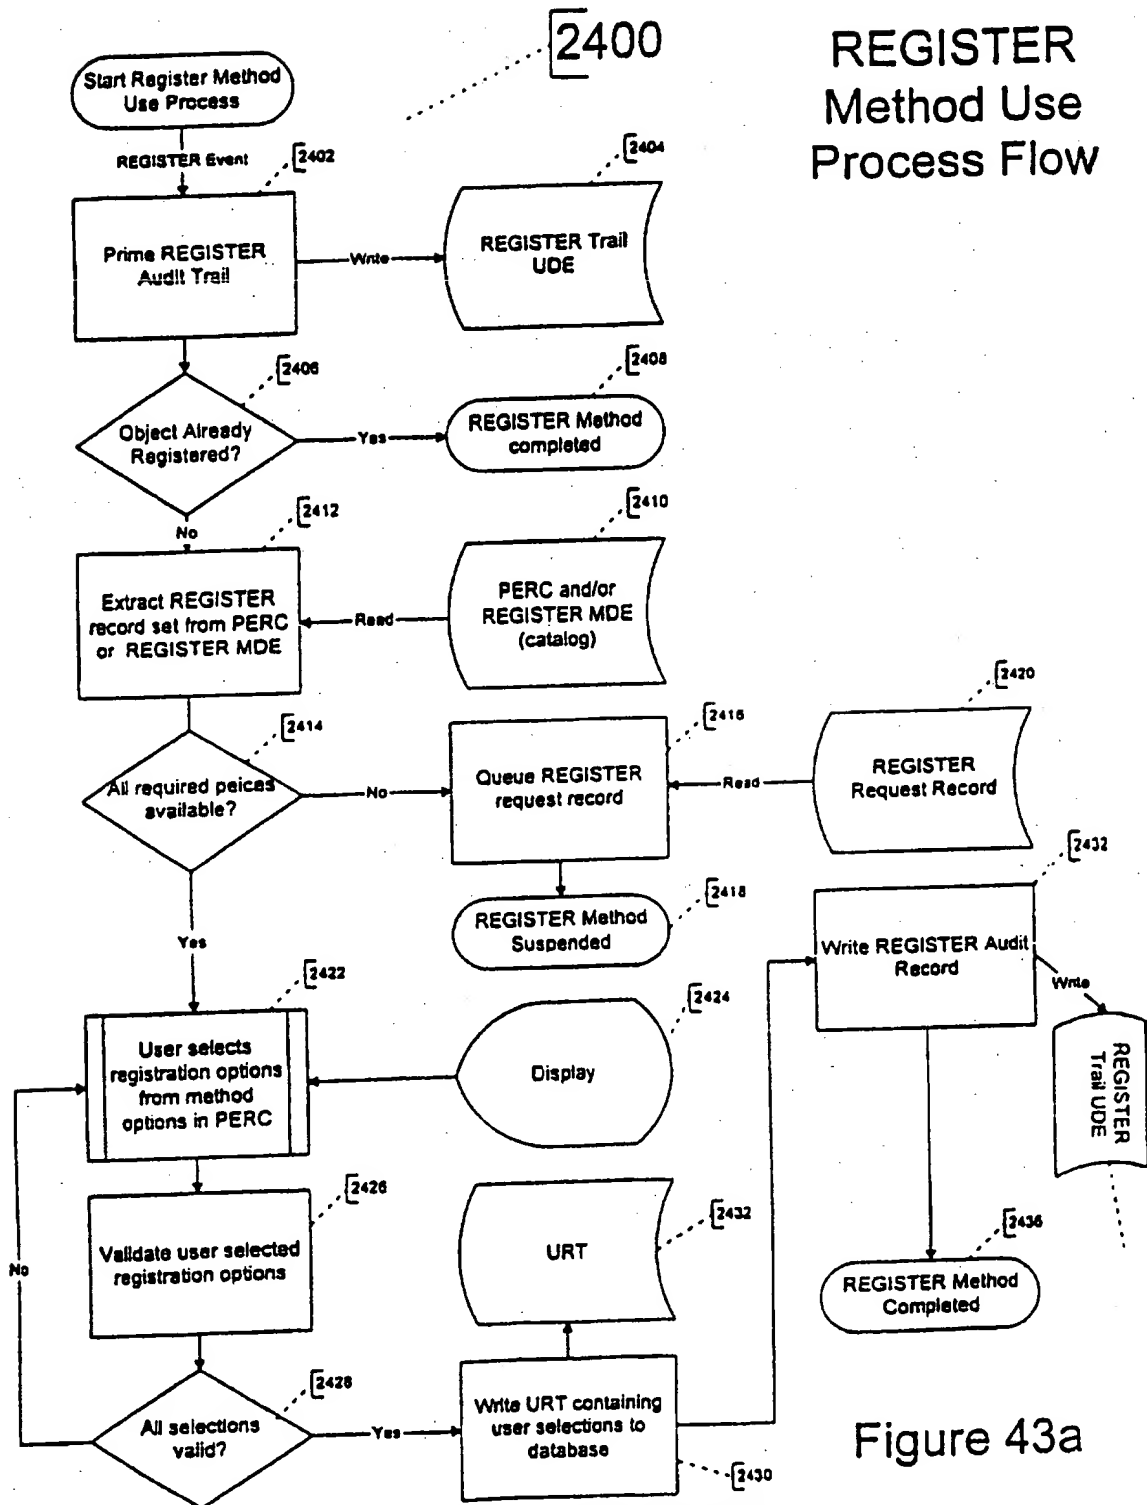 2400
REGISTER
Method Use
Process Flow
Start Register Method
Use Process
REGISTER Event
2402
Prime REGISTER
Audit Trail
Write
2404
REGISTER Trail
UDE
2406
Object Already
Registered?
Yes
2408
REGISTER Method
completed
No
2412
Extract REGISTER
record set from PERC
or REGISTER MDE
Read
2410
PERC and/or
REGISTER MDE
(catalog)
2414
All required peices
available?
No
2416
Queue REGISTER
request record
Read
2420
REGISTER
Request Record
2418
REGISTER Method
Suspended
Yes
2422
User selects
registration options
from method
options in PERC
2424
Display
2426
Validate user selected
registration options
No
2428
All selections
valid?
Yes
2430
Write URT containing
user selections to
database
2432
URT
2432
Write REGISTER Audit
Record
Write
REGISTER
Trail UDE
2436
REGISTER Method
Completed
Figure 43a